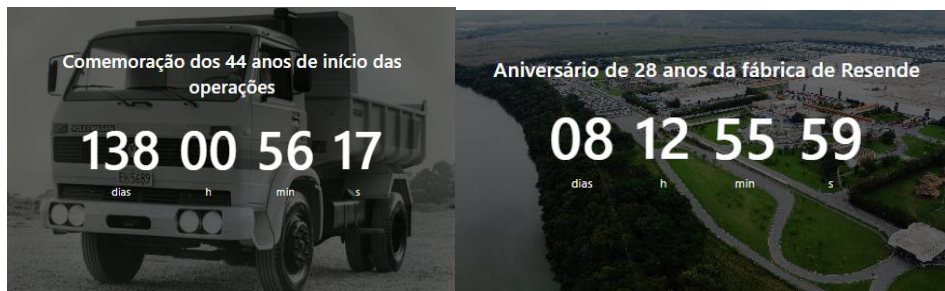 Comemoração dos 44 anos de início das
operações
138 00 56 17
dias h min s
VOLKSWAGEN
Aniversário de 28 anos da fábrica de Resende
08 12 55 59
dias h min s